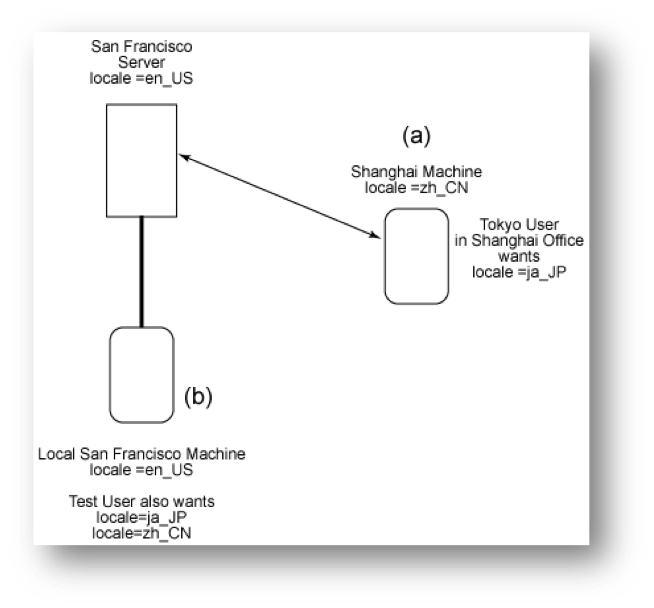 San Francisco
Server
locale =en_US
(a)
Shanghai Machine
locale =zh_CN
Tokyo User
in Shanghai Office
wants
locale =ja_JP
(b)
Local San Francisco Machine
locale =en_US
Test User also wants
locale=ja_JP
locale=zh_CN